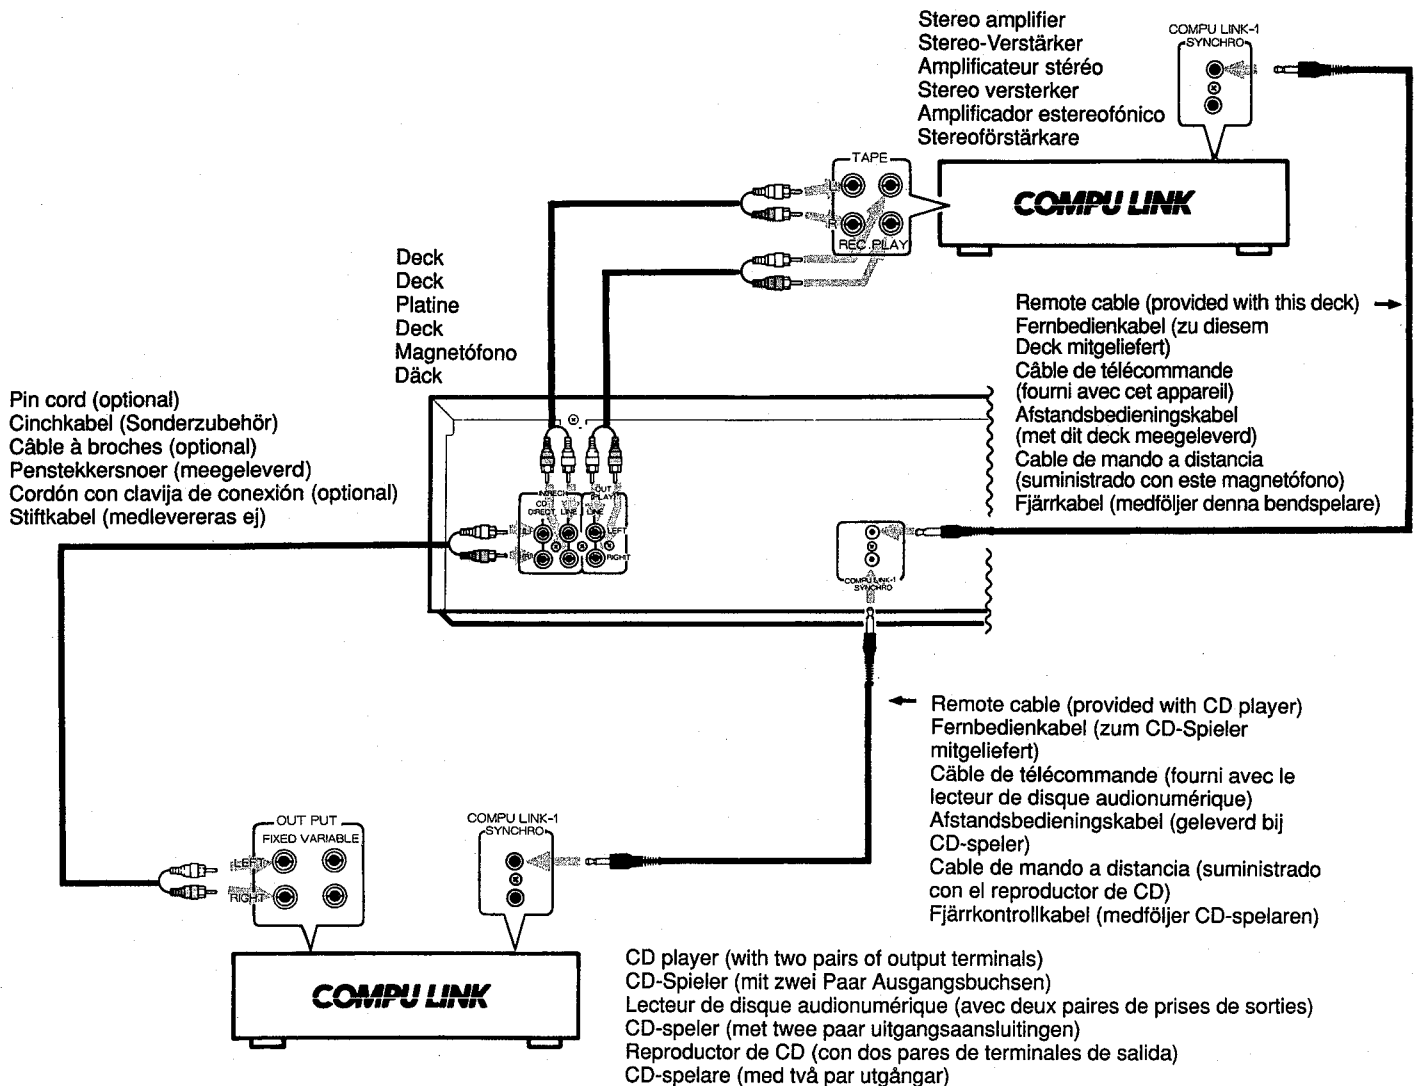 Stereo amplifier
Stereo-Verstärker
Amplificateur stéréo
Stereo versterker
Amplificador estereofónico
Stereoförstärkare
COMPU LINK-1
SYNCHRO
TAPE
L
R
REC PLAY
COMPU LINK
Deck
Deck
Platine
Deck
Magnetófono
Däck
Remote cable (provided with this deck)
Fernbedienkabel (zu diesem
Deck mitgeliefert)
Câble de télécommande
(fourni avec cet appareil)
Afstandsbedieningskabel
(met dit deck meegeleverd)
Cable de mando a distancia
(suministrado con este magnetófono)
Fjärrkabel (medföljer denna bendspelare)
Pin cord (optional)
Cinchkabel (Sonderzubehör)
Câble à broches (optional)
Penstekkersnoer (meegeleverd)
Cordón con clavija de conexión (optional)
Stiftkabel (medlevereras ej)
OUT
CD
DIRECT LINE LINE
LEFT
RIGHT
COMPU LINK-1
SYNCHRO
Remote cable (provided with CD player)
Fernbedienkabel (zum CD-Spieler
mitgeliefert)
Cäble de télécommande (fourni avec le
lecteur de disque audionumérique)
Afstandsbedieningskabel (geleverd bij
CD-speler)
Cable de mando a distancia (suministrado
con el reproductor de CD)
Fjärrkontrollkabel (medföljer CD-spelaren)
OUT PUT
FIXED VARIABLE
LEFT
RIGHT
COMPU LINK-1
SYNCHRO
COMPU LINK
CD player (with two pairs of output terminals)
CD-Spieler (mit zwei Paar Ausgangsbuchsen)
Lecteur de disque audionumérique (avec deux paires de prises de sorties)
CD-speler (met twee paar uitgangsaansluitingen)
Reproductor de CD (con dos pares de terminales de salida)
CD-spelare (med två par utgångar)